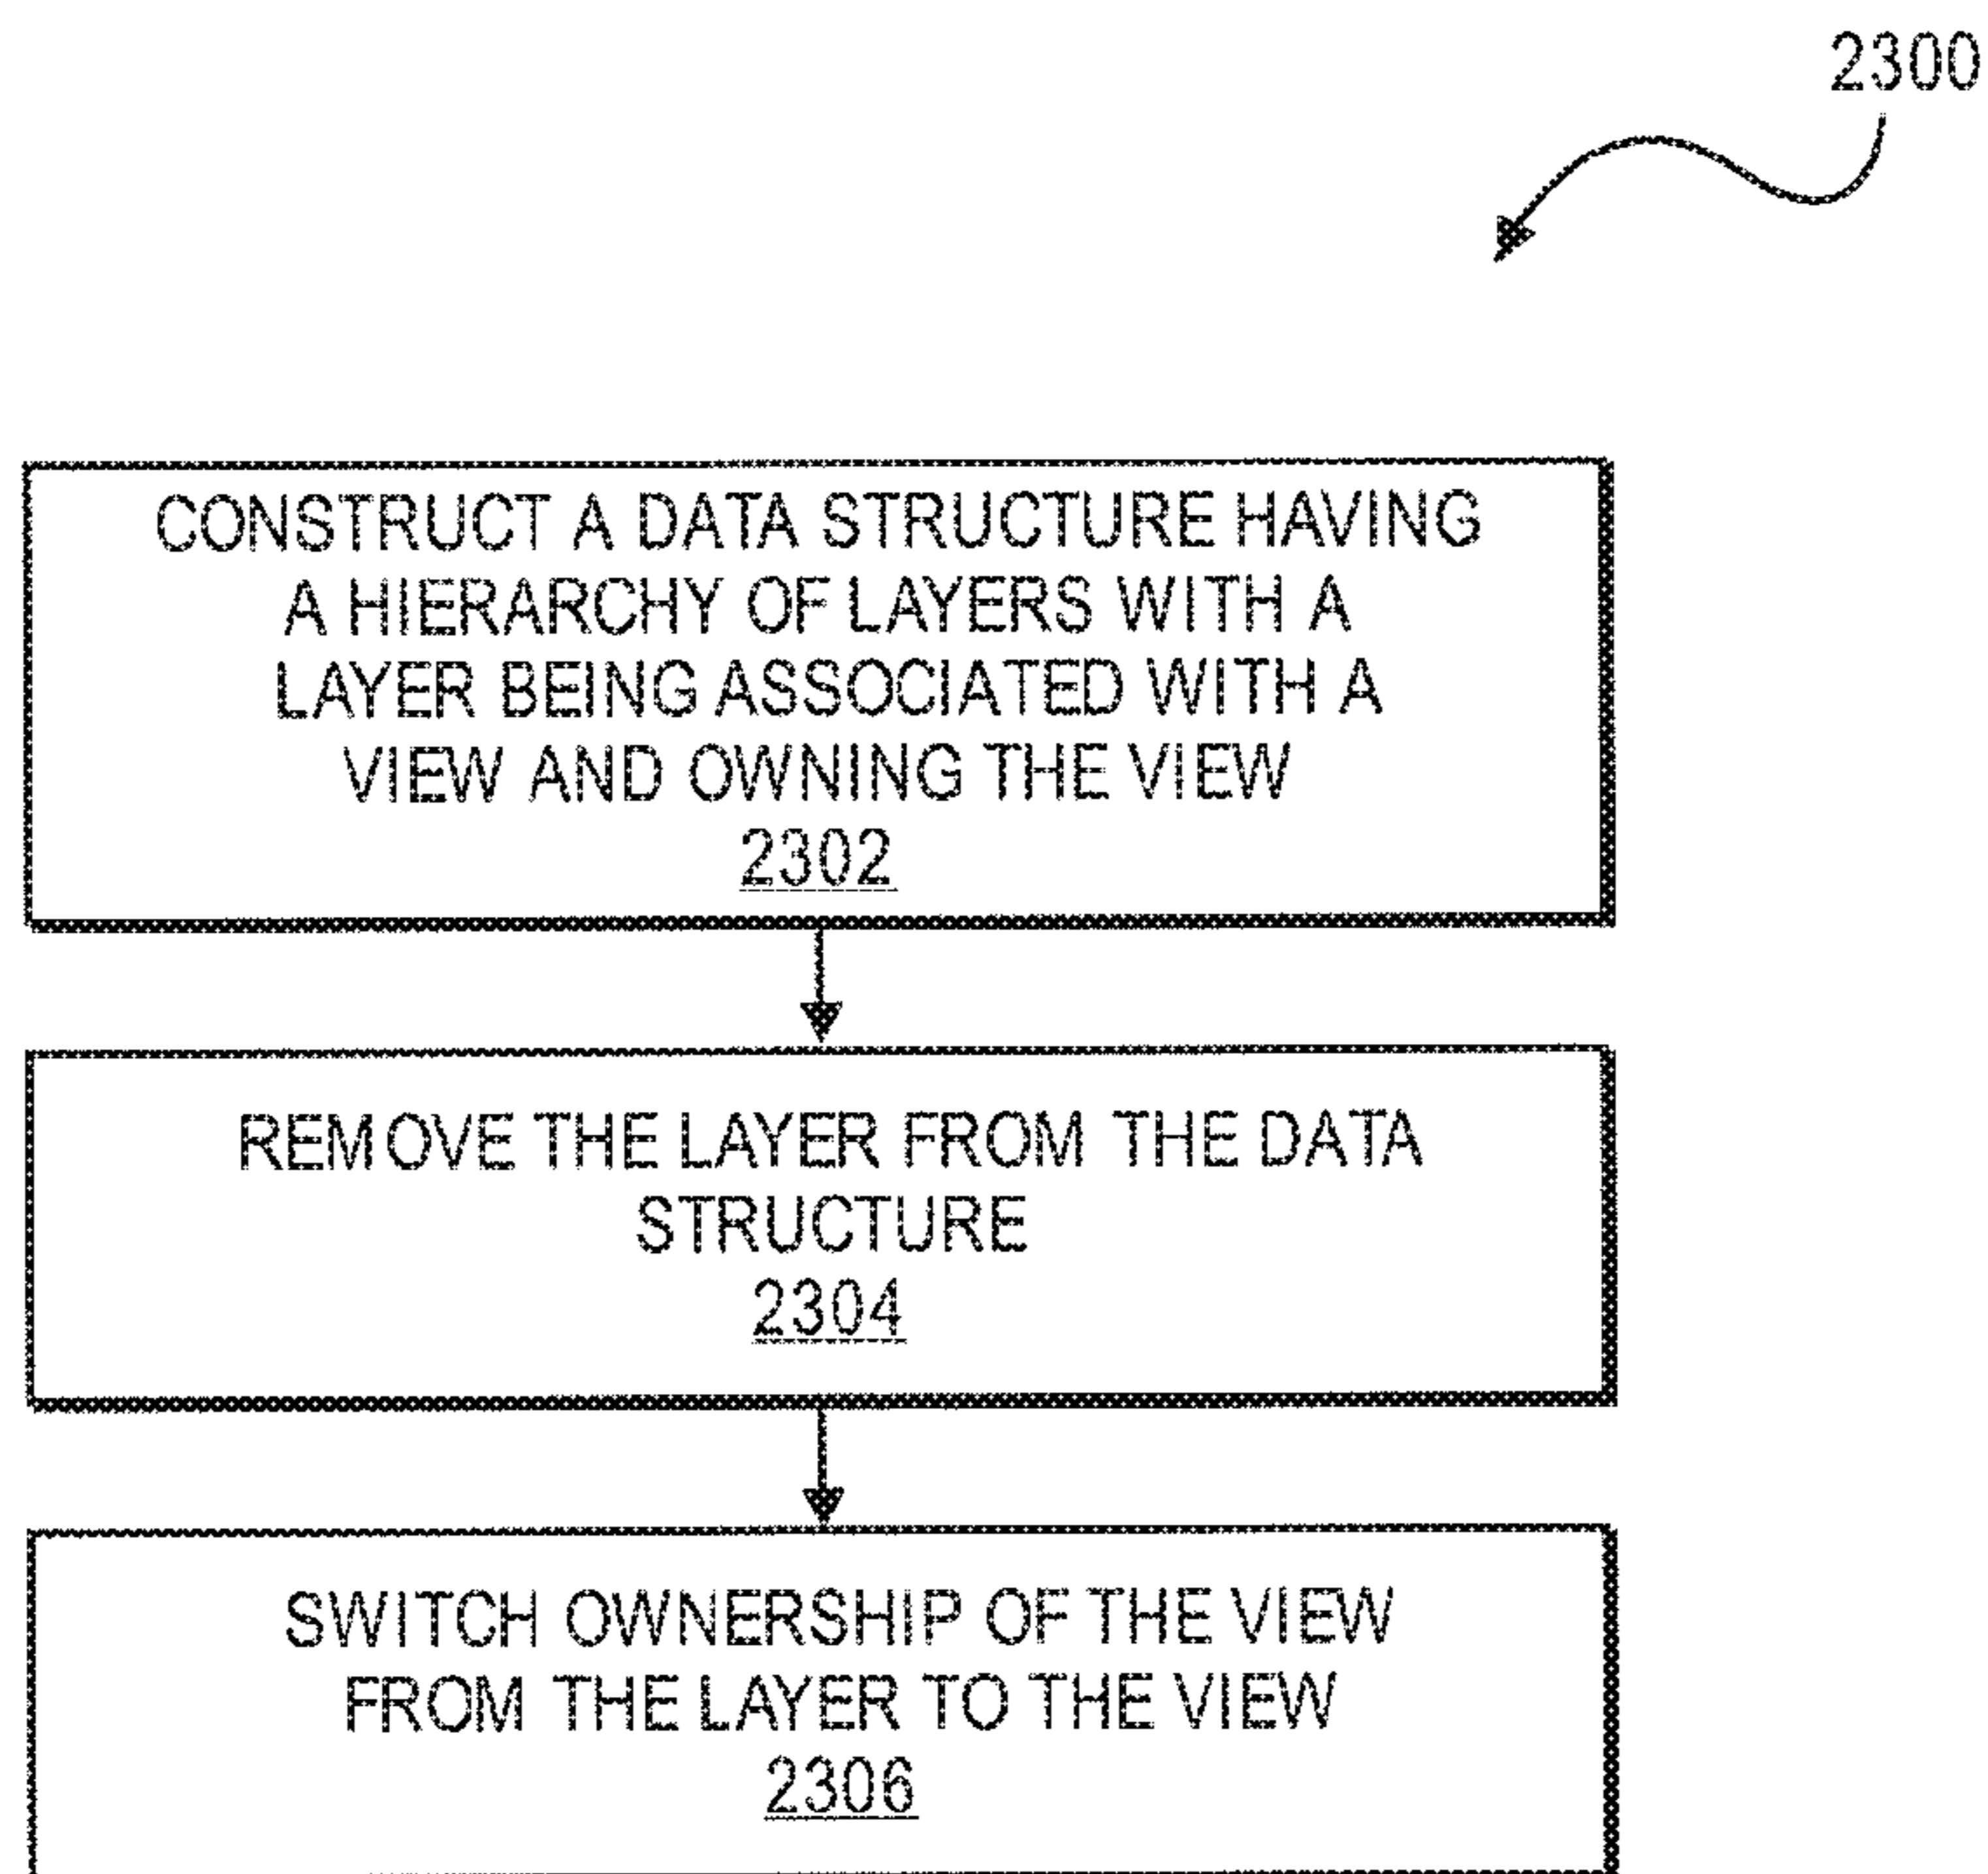 2300
CONSTRUCT A DATA STRUCTURE HAVING
A HIERARCHY OF LAYERS WITH A
LAYER BEING ASSOCIATED WITH A
VIEW AND OWNING THE VIEW
2302
REMOVE THE LAYER FROM THE DATA
STRUCTURE
2304
SWITCH OWNERSHIP OF THE VIEW
FROM THE LAYER TO THE VIEW
2306